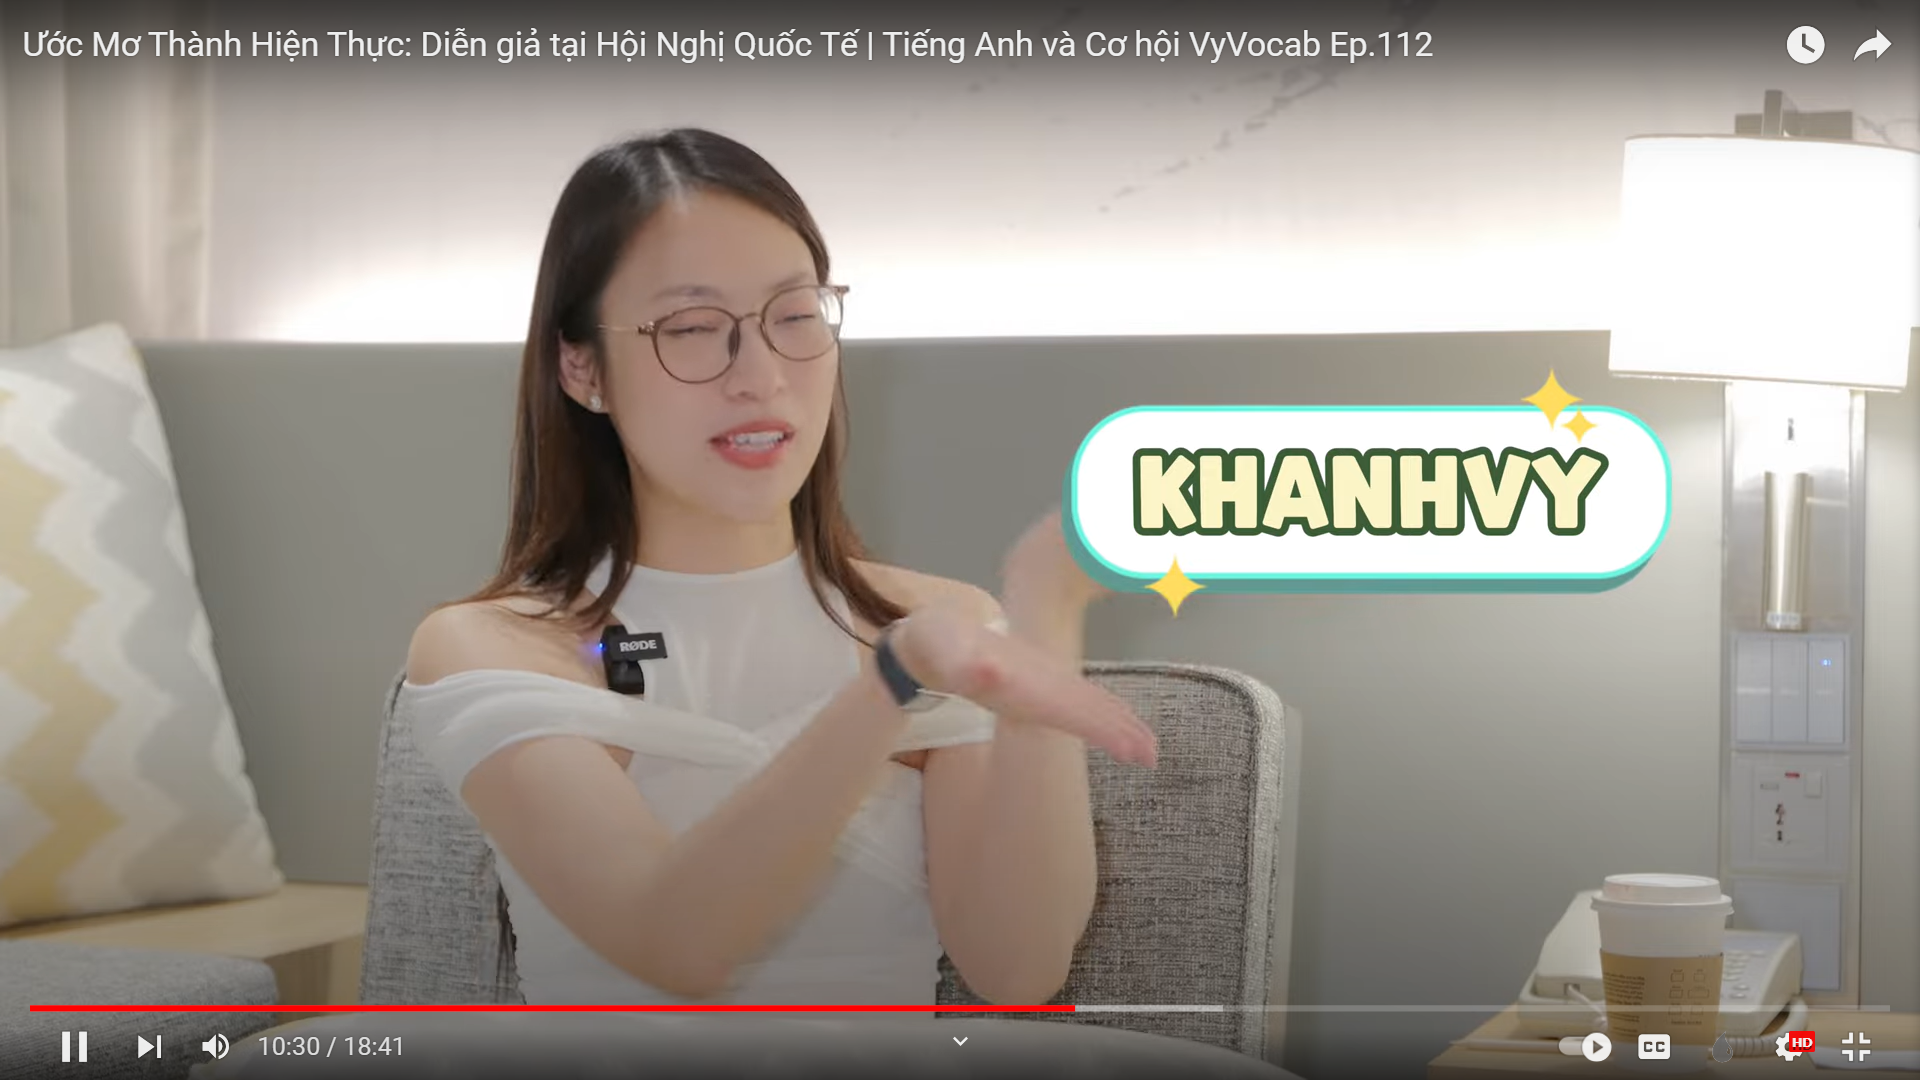 Ước Mơ Thành Hiện Thực: Diễn giả tại Hội Nghị Quốc Tế | Tiếng Anh và Cơ hội VyVocab Ep.112
KHANHVY
RØDE
10:30 / 18:41
CC
HD